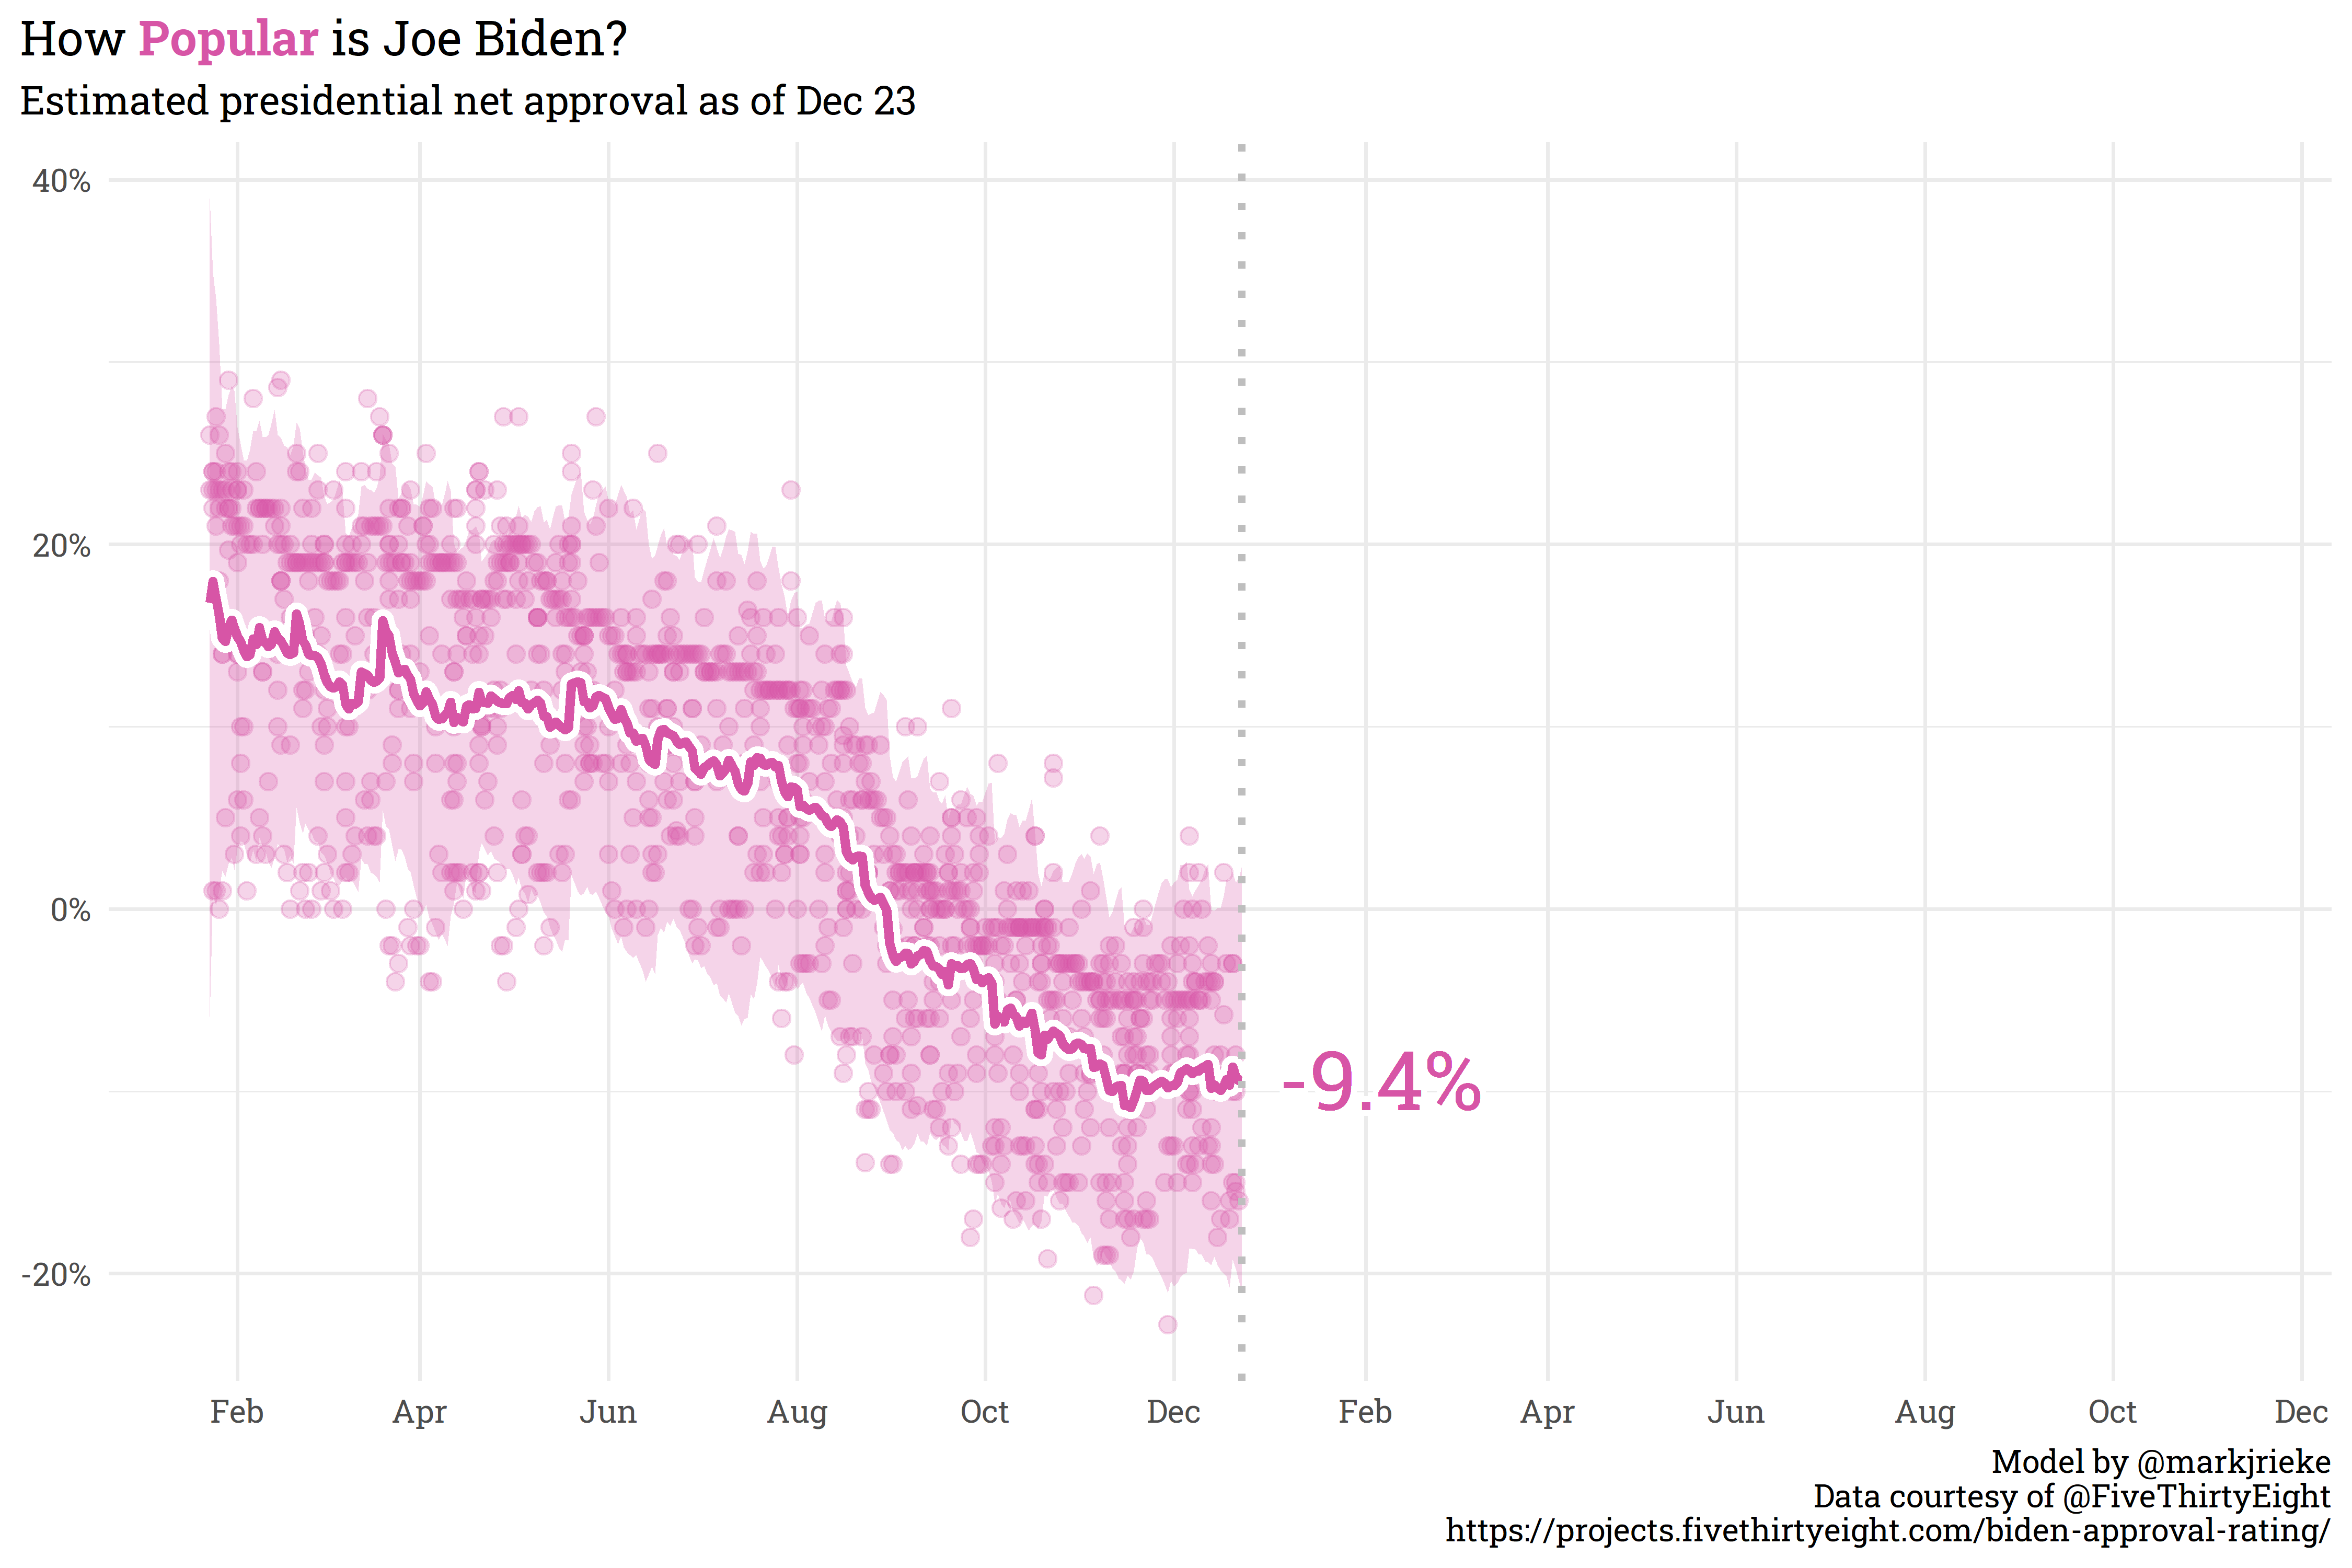 How Popular is Joe Biden?
Estimated presidential net approval as of Dec 23
40%
20%
0%
-20%
-9.4%
Feb Apr Jun Aug Oct Dec Feb Apr Jun Aug Oct Dec
Model by @markjrieke
Data courtesy of @FiveThirtyEight
https://projects.fivethirtyeight.com/biden-approval-rating/